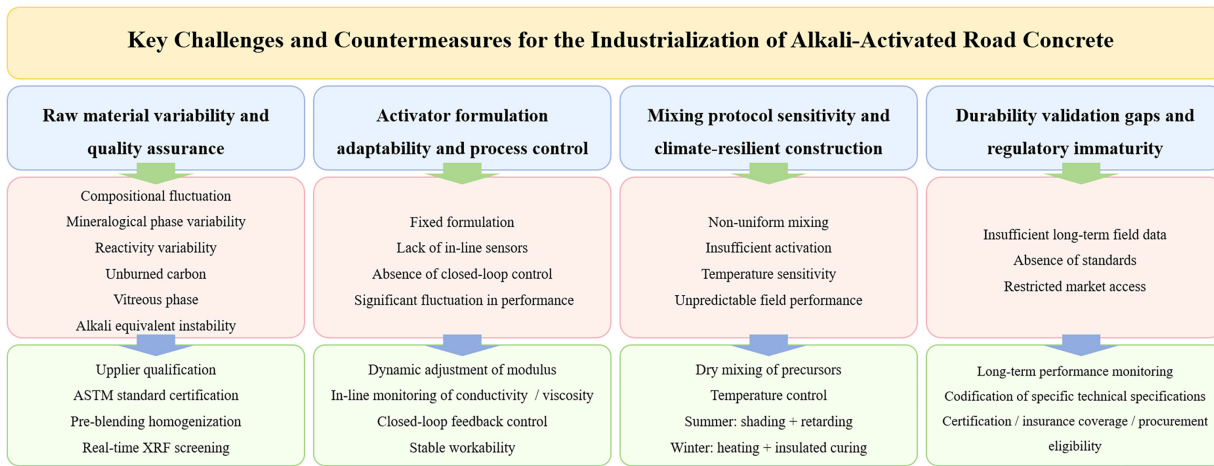 Key Challenges and Countermeasures for the Industrialization of Alkali-Activated Road Concrete
Raw material variability and
quality assurance
Compositional fluctuation
Mineralogical phase variability
Reactivity variability
Unburned carbon
Vitreous phase
Alkali equivalent instability
Upplier qualification
ASTM standard certification
Pre-blending homogenization
Real-time XRF screening
Activator formulation
adaptability and process control
Fixed formulation
Lack of in-line sensors
Absence of closed-loop control
Significant fluctuation in performance
Dynamic adjustment of modulus
In-line monitoring of conductivity / viscosity
Closed-loop feedback control
Stable workability
Mixing protocol sensitivity and
climate-resilient construction
Non-uniform mixing
Insufficient activation
Temperature sensitivity
Unpredictable field performance
Dry mixing of precursors
Temperature control
Summer: shading + retarding
Winter: heating + insulated curing
Durability validation gaps and
regulatory immaturity
Insufficient long-term field data
Absence of standards
Restricted market access
Long-term performance monitoring
Codification of specific technical specifications
Certification / insurance coverage / procurement
eligibility